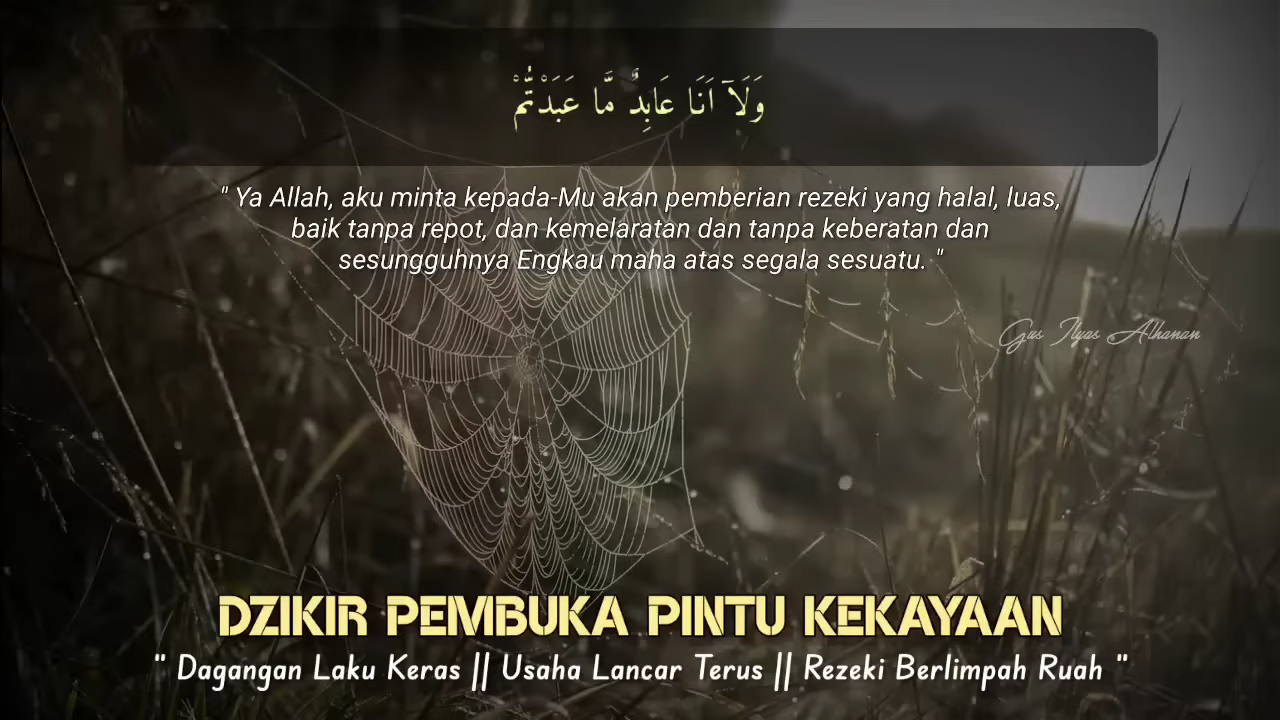 وَلَآ اَنَا عَابِدٌ مَّا عَبَدْتُّمْ
" Ya Allah, aku minta kepada-Mu akan pemberian rezeki yang halal, luas,
baik tanpa repot, dan kemelaratan dan tanpa keberatan dan
sesungguhnya Engkau maha atas segala sesuatu. "
Gus Ilyas Alhanan
DZIKIR PEMBUKA PINTU KEKAYAAN
" Dagangan Laku Keras || Usaha Lancar Terus || Rezeki Berlimpah Ruah "